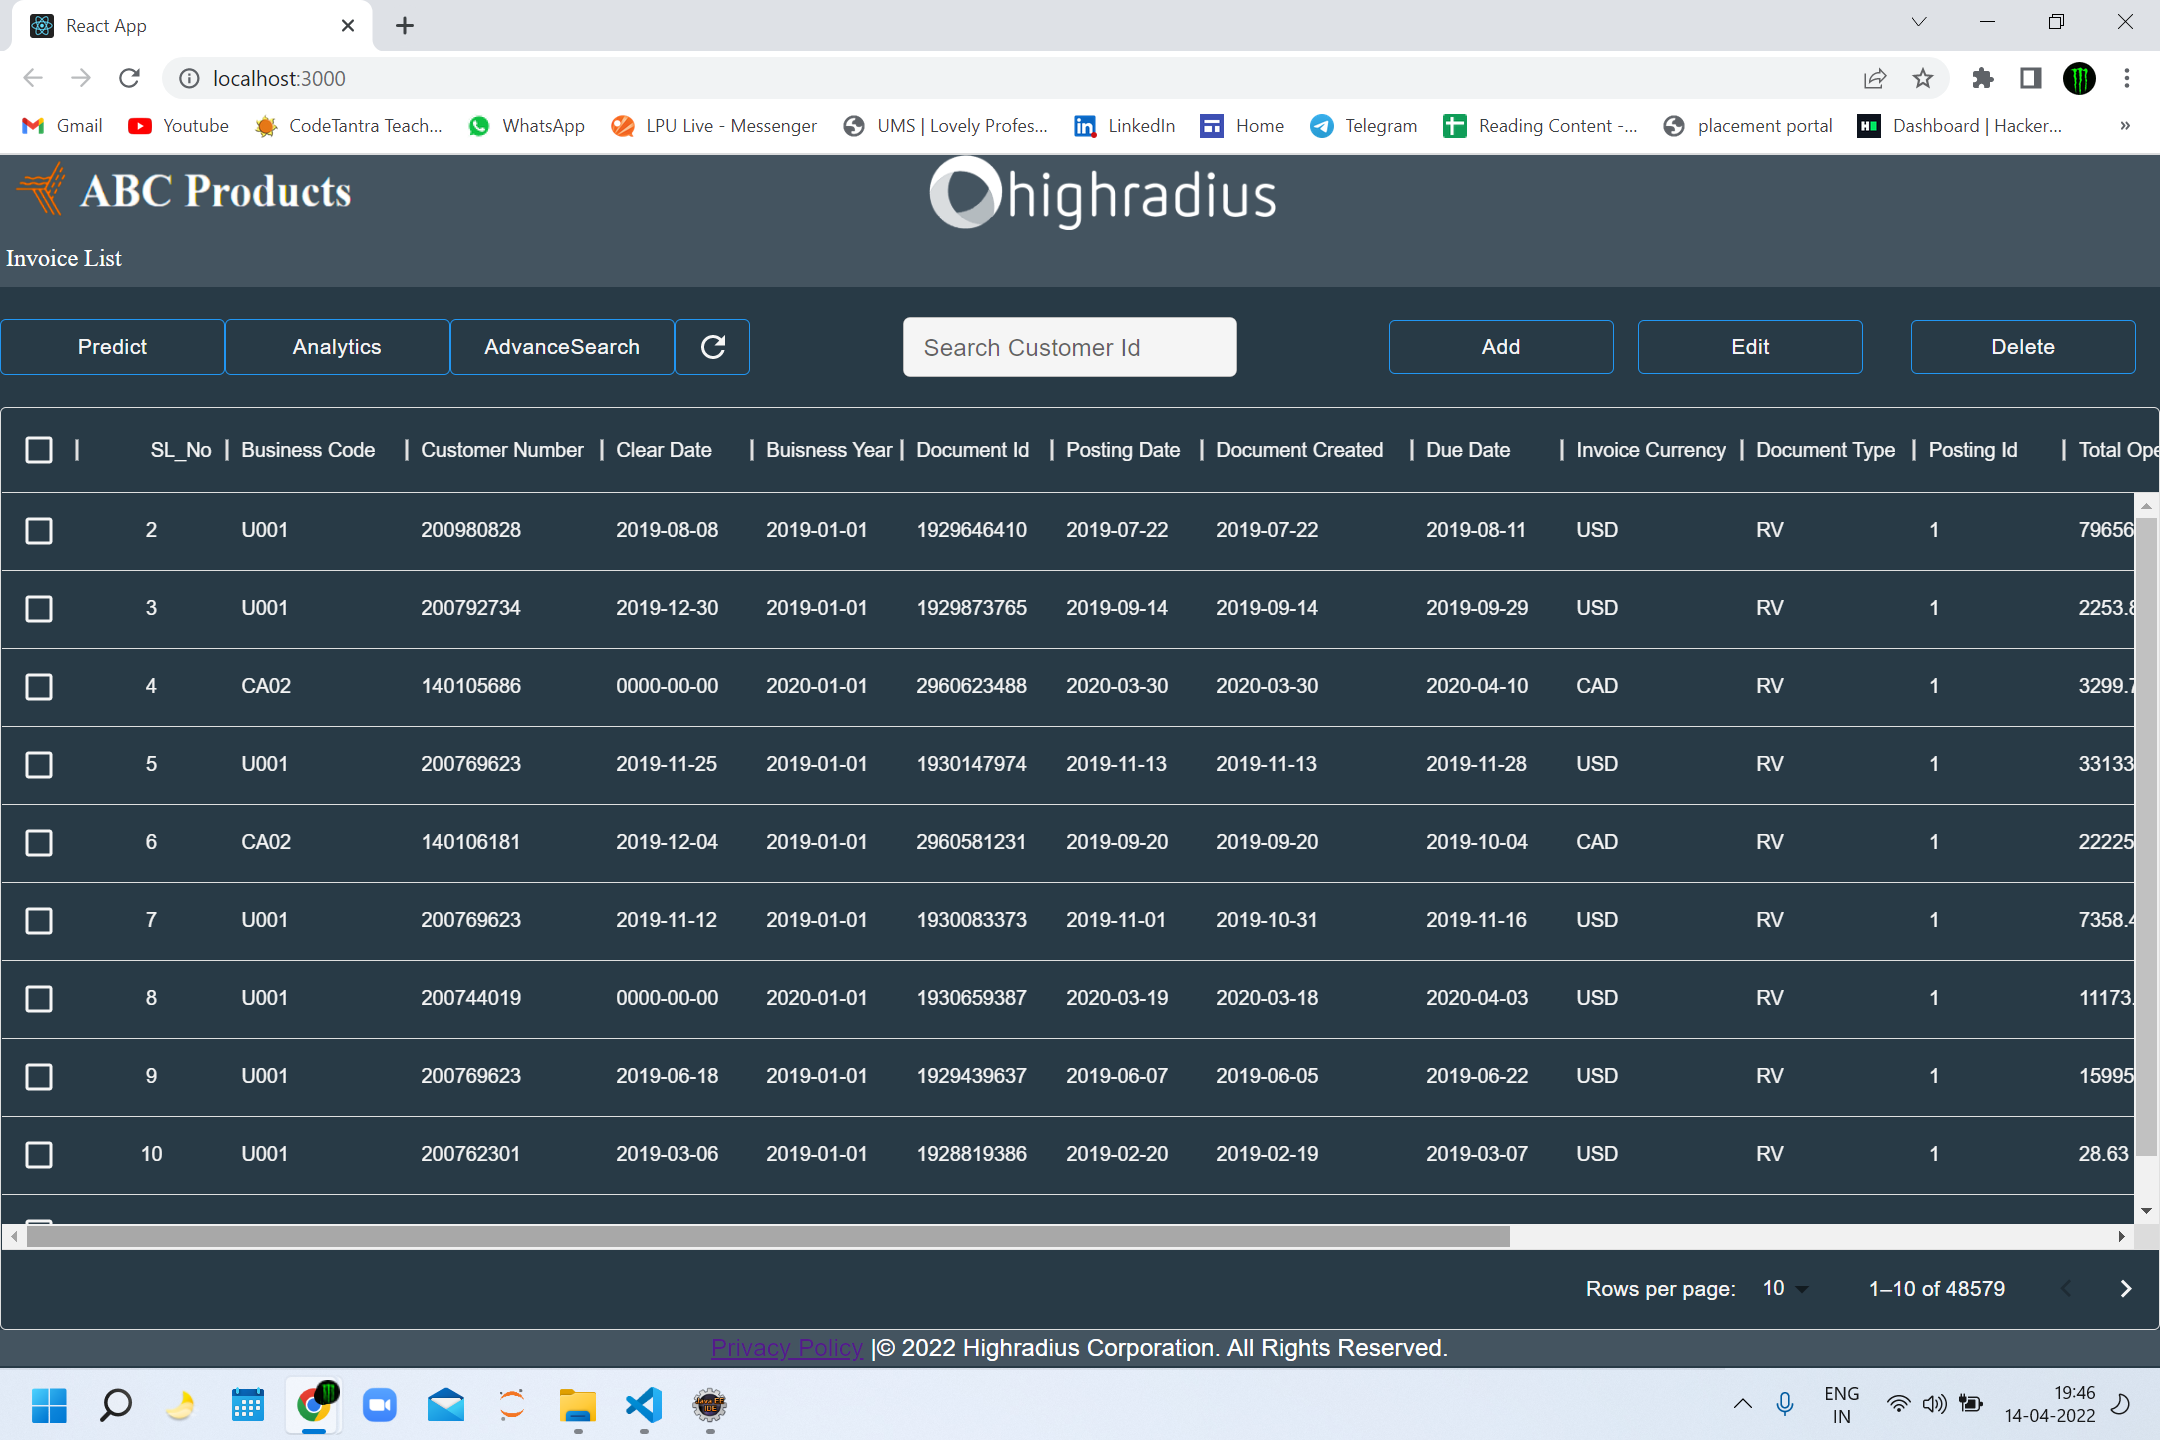 React App
localhost:3000
Gmail Youtube CodeTantra Teach... WhatsApp LPU Live - Messenger UMS | Lovely Profes... LinkedIn Home Telegram Reading Content -... placement portal Dashboard | Hacker... »
ABC Products highradius
Invoice List
Predict Analytics AdvanceSearch Search Customer Id Add Edit Delete
SL_No Business Code Customer Number Clear Date Buisness Year Document Id Posting Date Document Created Due Date Invoice Currency Document Type Posting Id Total Ope
2 U001 200980828 2019-08-08 2019-01-01 1929646410 2019-07-22 2019-07-22 2019-08-11 USD RV 1 79656
3 U001 200792734 2019-12-30 2019-01-01 1929873765 2019-09-14 2019-09-14 2019-09-29 USD RV 1 2253.8
4 CA02 140105686 0000-00-00 2020-01-01 2960623488 2020-03-30 2020-03-30 2020-04-10 CAD RV 1 3299.7
5 U001 200769623 2019-11-25 2019-01-01 1930147974 2019-11-13 2019-11-13 2019-11-28 USD RV 1 33133
6 CA02 140106181 2019-12-04 2019-01-01 2960581231 2019-09-20 2019-09-20 2019-10-04 CAD RV 1 22225
7 U001 200769623 2019-11-12 2019-01-01 1930083373 2019-11-01 2019-10-31 2019-11-16 USD RV 1 7358.4
8 U001 200744019 0000-00-00 2020-01-01 1930659387 2020-03-19 2020-03-18 2020-04-03 USD RV 1 11173.
9 U001 200769623 2019-06-18 2019-01-01 1929439637 2019-06-07 2019-06-05 2019-06-22 USD RV 1 15995
10 U001 200762301 2019-03-06 2019-01-01 1928819386 2019-02-20 2019-02-19 2019-03-07 USD RV 1 28.63
Rows per page: 10 1–10 of 48579
Privacy Policy |© 2022 Highradius Corporation. All Rights Reserved.
ENG 19:46
IN 14-04-2022